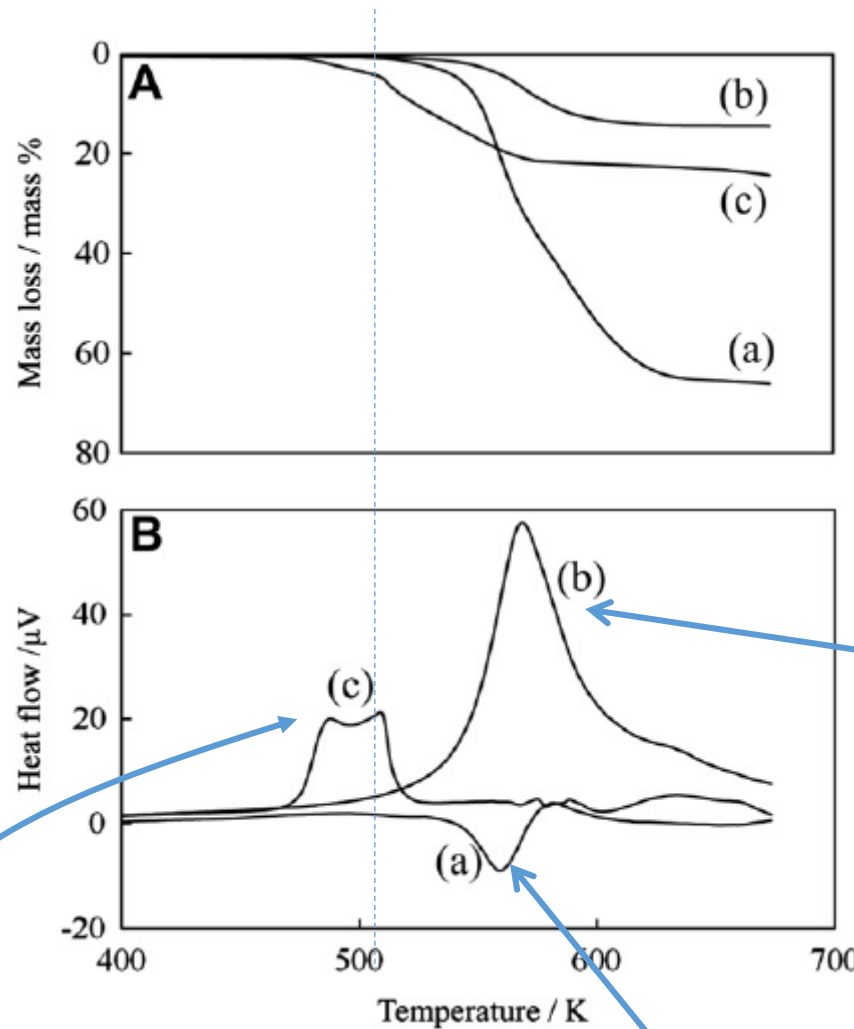 A
0
20
40
60
80
Mass loss / mass %
(b)
(c)
(a)
B
60
40
20
0
-20
Heat flow /μV
(b)
(c)
(a)
400
500
600
700
Temperature / K